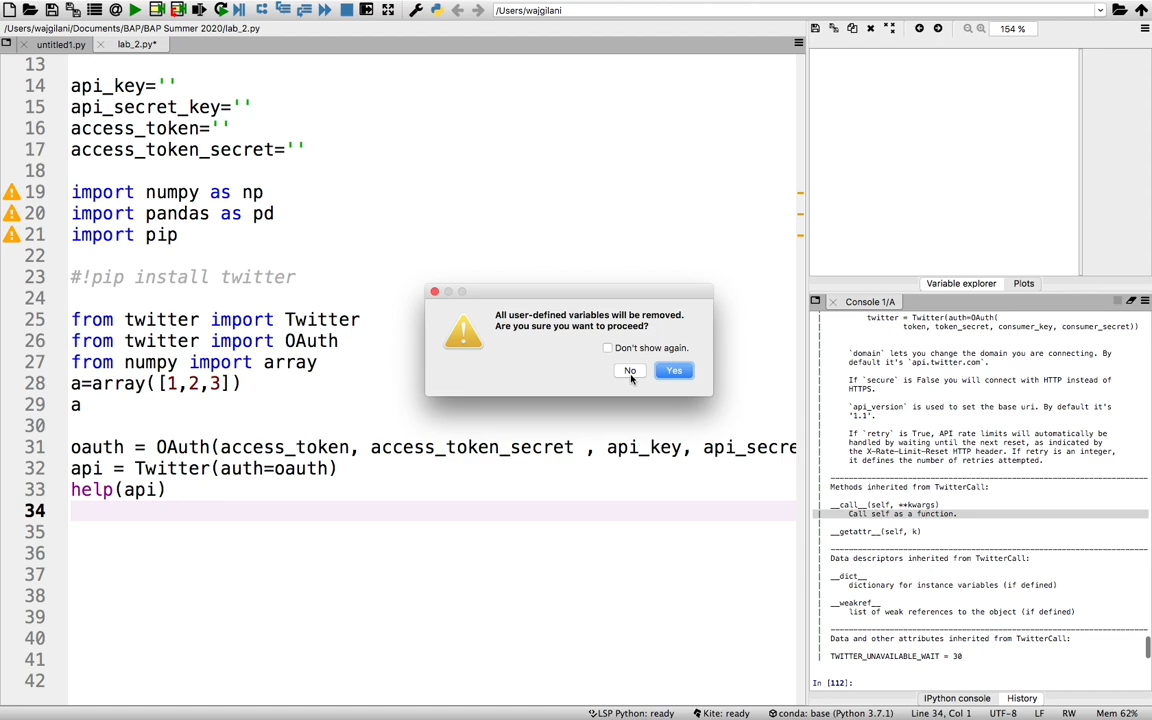 /Users/wajgilani
/Users/wajgilani/Documents/BAP/BAP Summer 2020/lab_2.py
154 %
untitled1.py
lab_2.py*
13
14 api_key=''
15 api_secret_key=''
16 access_token=''
17 access_token_secret=''
18
19 import numpy as np
20 import pandas as pd
21 import pip
22
23 #!pip install twitter
24
25 from twitter import Twitter
26 from twitter import OAuth
27 from numpy import array
28 a=array([1,2,3])
29 a
30
31 oauth = OAuth(access_token, access_token_secret , api_key, api_secre
32 api = Twitter(auth=oauth)
33 help(api)
34
35
36
37
38
39
40
41
42
All user-defined variables will be removed.
Are you sure you want to proceed?
Don't show again.
No
Yes
Variable explorer
Plots
Console 1/A
twitter = Twitter(auth=OAuth(
token, token_secret, consumer_key, consumer_secret))
`domain` lets you change the domain you are connecting. By
default it's `api.twitter.com`.
If `secure` is False you will connect with HTTP instead of
HTTPS.
`api_version` is used to set the base uri. By default it's
'1.1'.
If `retry` is True, API rate limits will automatically be
handled by waiting until the next reset, as indicated by
the X-Rate-Limit-Reset HTTP header. If retry is an integer,
it defines the number of retries attempted.
Methods inherited from TwitterCall:
__call__(self, **kwargs)
Call self as a function.
__getattr__(self, k)
Data descriptors inherited from TwitterCall:
__dict__
dictionary for instance variables (if defined)
__weakref__
list of weak references to the object (if defined)
Data and other attributes inherited from TwitterCall:
TWITTER_UNAVAILABLE_WAIT = 30
In [112]:
IPython console
History
LSP Python: ready
Kite: ready
conda: base (Python 3.7.1)
Line 34, Col 1
UTF-8
LF
RW
Mem 62%